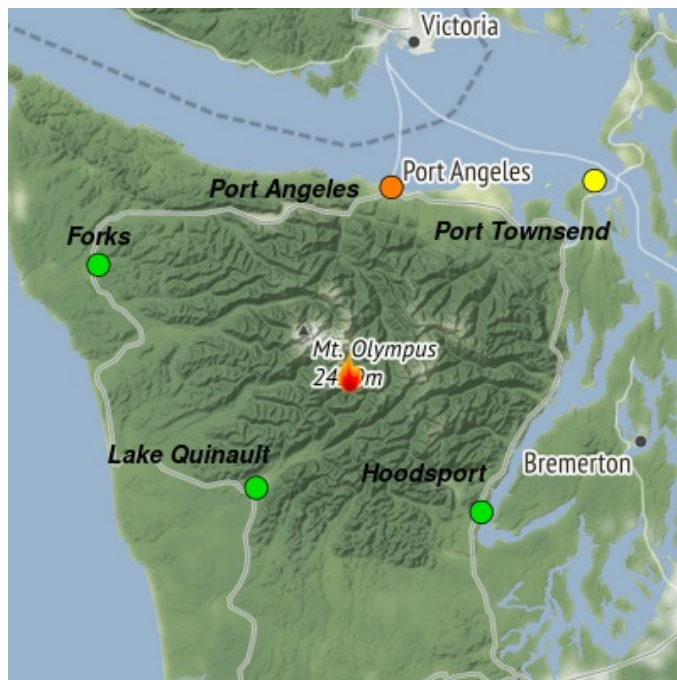 Victoria
Port Angeles
Port Angeles
Port Townsend
Forks
Mt. Olympus
Lake Quinault
Hoodsport
Bremerton